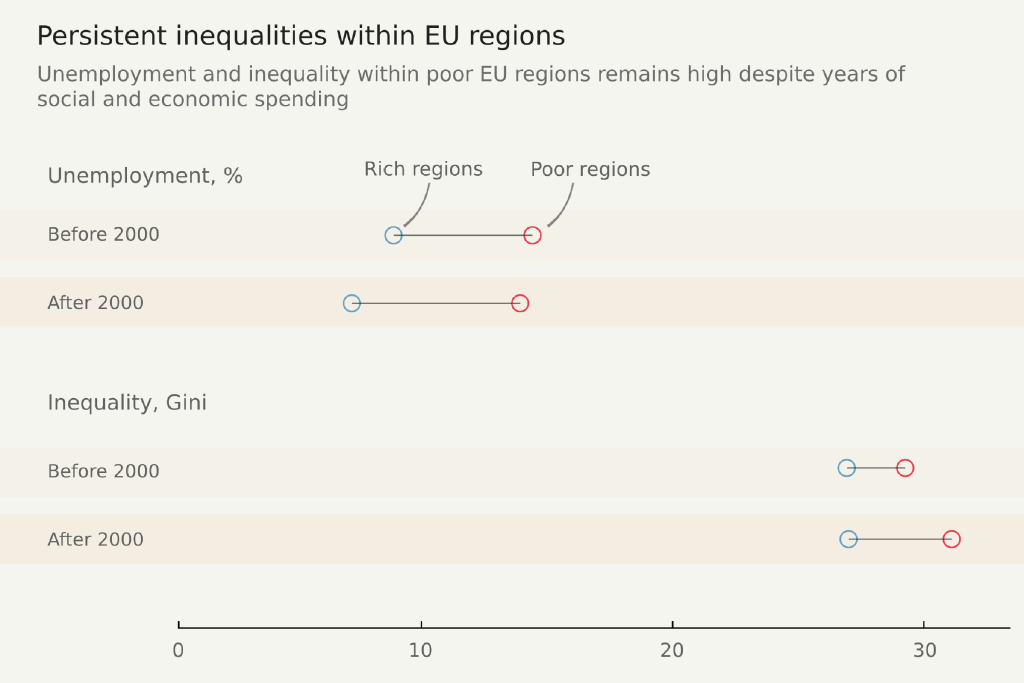 Persistent inequalities within EU regions
Unemployment and inequality within poor EU regions remains high despite years of
social and economic spending
Unemployment, %
Rich regions
Poor regions
Before 2000
After 2000
Inequality, Gini
Before 2000
After 2000
0 10 20 30